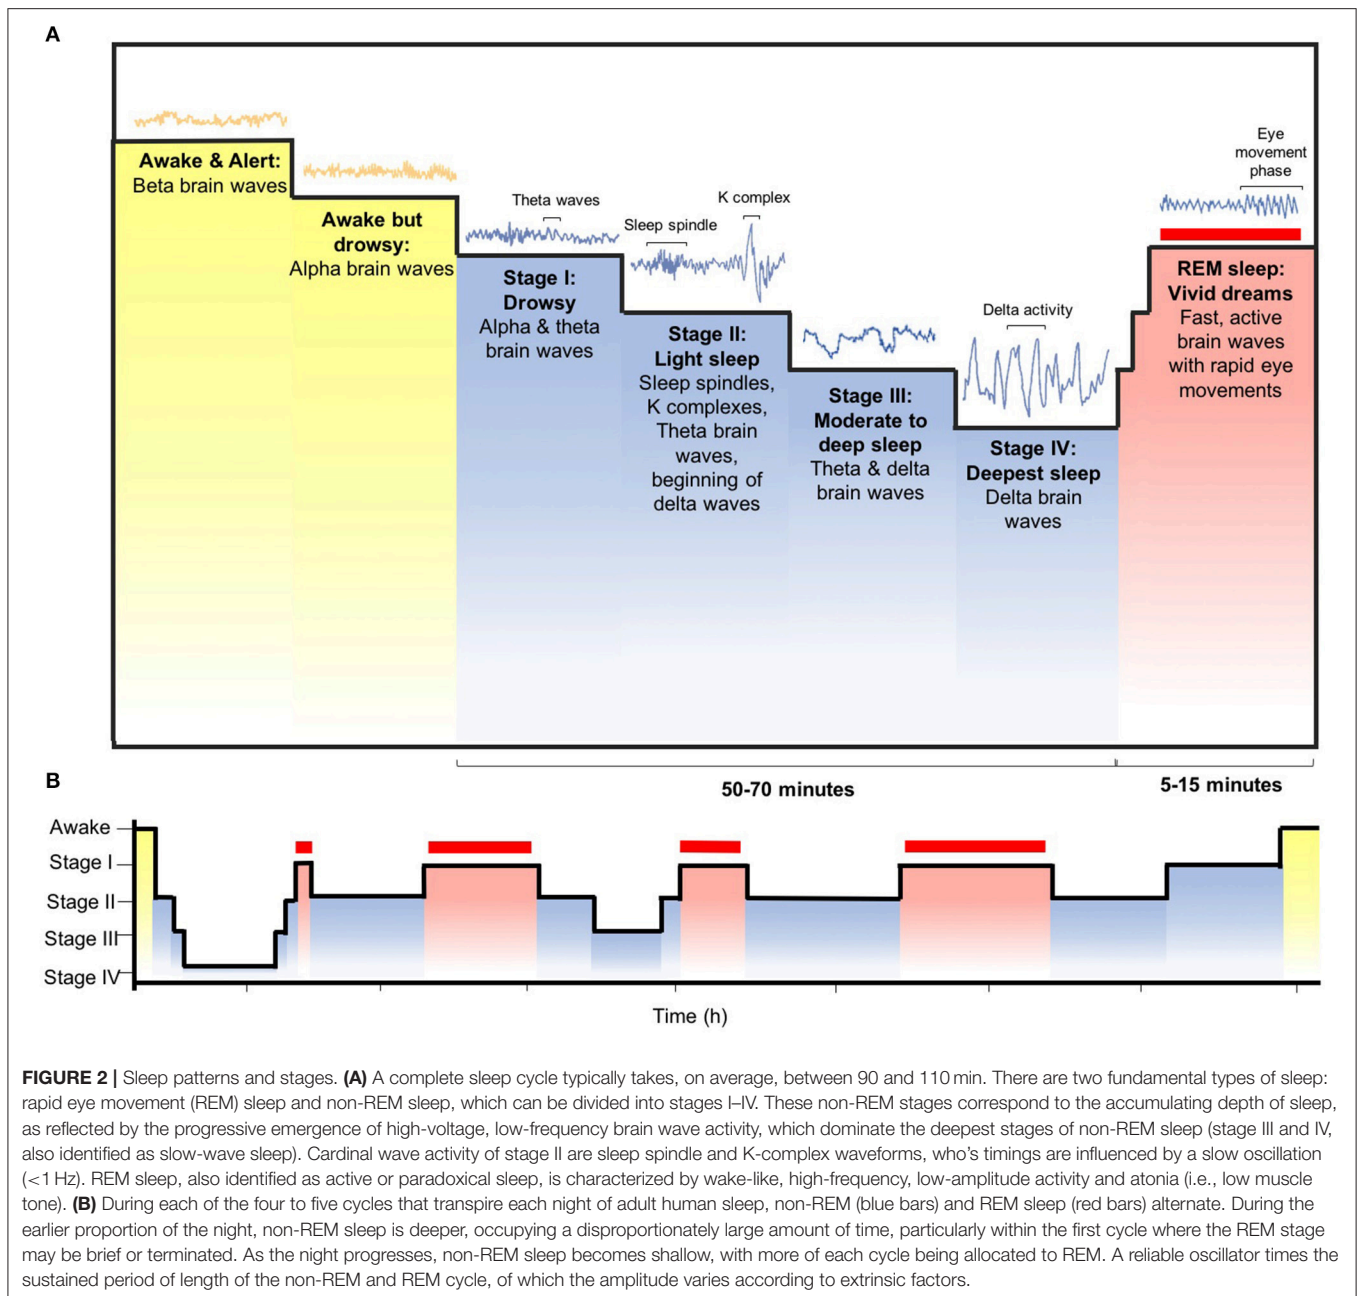 A
Awake & Alert:
Beta brain waves
Awake but
drowsy:
Alpha brain waves
Theta waves
Stage I:
Drowsy
Alpha & theta
brain waves
Sleep spindle
K complex
Stage II:
Light sleep
Sleep spindles,
K complexes,
Theta brain
waves,
beginning of
delta waves
Stage III:
Moderate to
deep sleep
Theta & delta
brain waves
Delta activity
Stage IV:
Deepest sleep
Delta brain
waves
Eye
movement
phase
REM sleep:
Vivid dreams
Fast, active
brain waves
with rapid eye
movements
50-70 minutes
5-15 minutes
B
Awake
Stage I
Stage II
Stage III
Stage IV
Time (h)
FIGURE 2 | Sleep patterns and stages. (A) A complete sleep cycle typically takes, on average, between 90 and 110 min. There are two fundamental types of sleep:
rapid eye movement (REM) sleep and non-REM sleep, which can be divided into stages I–IV. These non-REM stages correspond to the accumulating depth of sleep,
as reflected by the progressive emergence of high-voltage, low-frequency brain wave activity, which dominate the deepest stages of non-REM sleep (stage III and IV,
also identified as slow-wave sleep). Cardinal wave activity of stage II are sleep spindle and K-complex waveforms, who's timings are influenced by a slow oscillation
(<1 Hz). REM sleep, also identified as active or paradoxical sleep, is characterized by wake-like, high-frequency, low-amplitude activity and atonia (i.e., low muscle
tone). (B) During each of the four to five cycles that transpire each night of adult human sleep, non-REM (blue bars) and REM sleep (red bars) alternate. During the
earlier proportion of the night, non-REM sleep is deeper, occupying a disproportionately large amount of time, particularly within the first cycle where the REM stage
may be brief or terminated. As the night progresses, non-REM sleep becomes shallow, with more of each cycle being allocated to REM. A reliable oscillator times the
sustained period of length of the non-REM and REM cycle, of which the amplitude varies according to extrinsic factors.